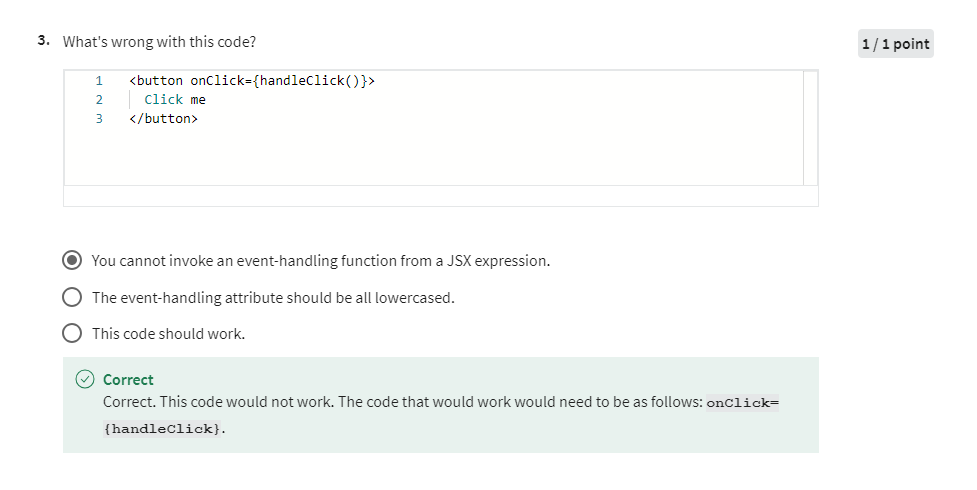 3. What's wrong with this code?
1 / 1 point
1 <button onClick={handleClick()}>
2 Click me
3 </button>
You cannot invoke an event-handling function from a JSX expression.
The event-handling attribute should be all lowercased.
This code should work.
Correct
Correct. This code would not work. The code that would work would need to be as follows: onClick=
{handleClick}.